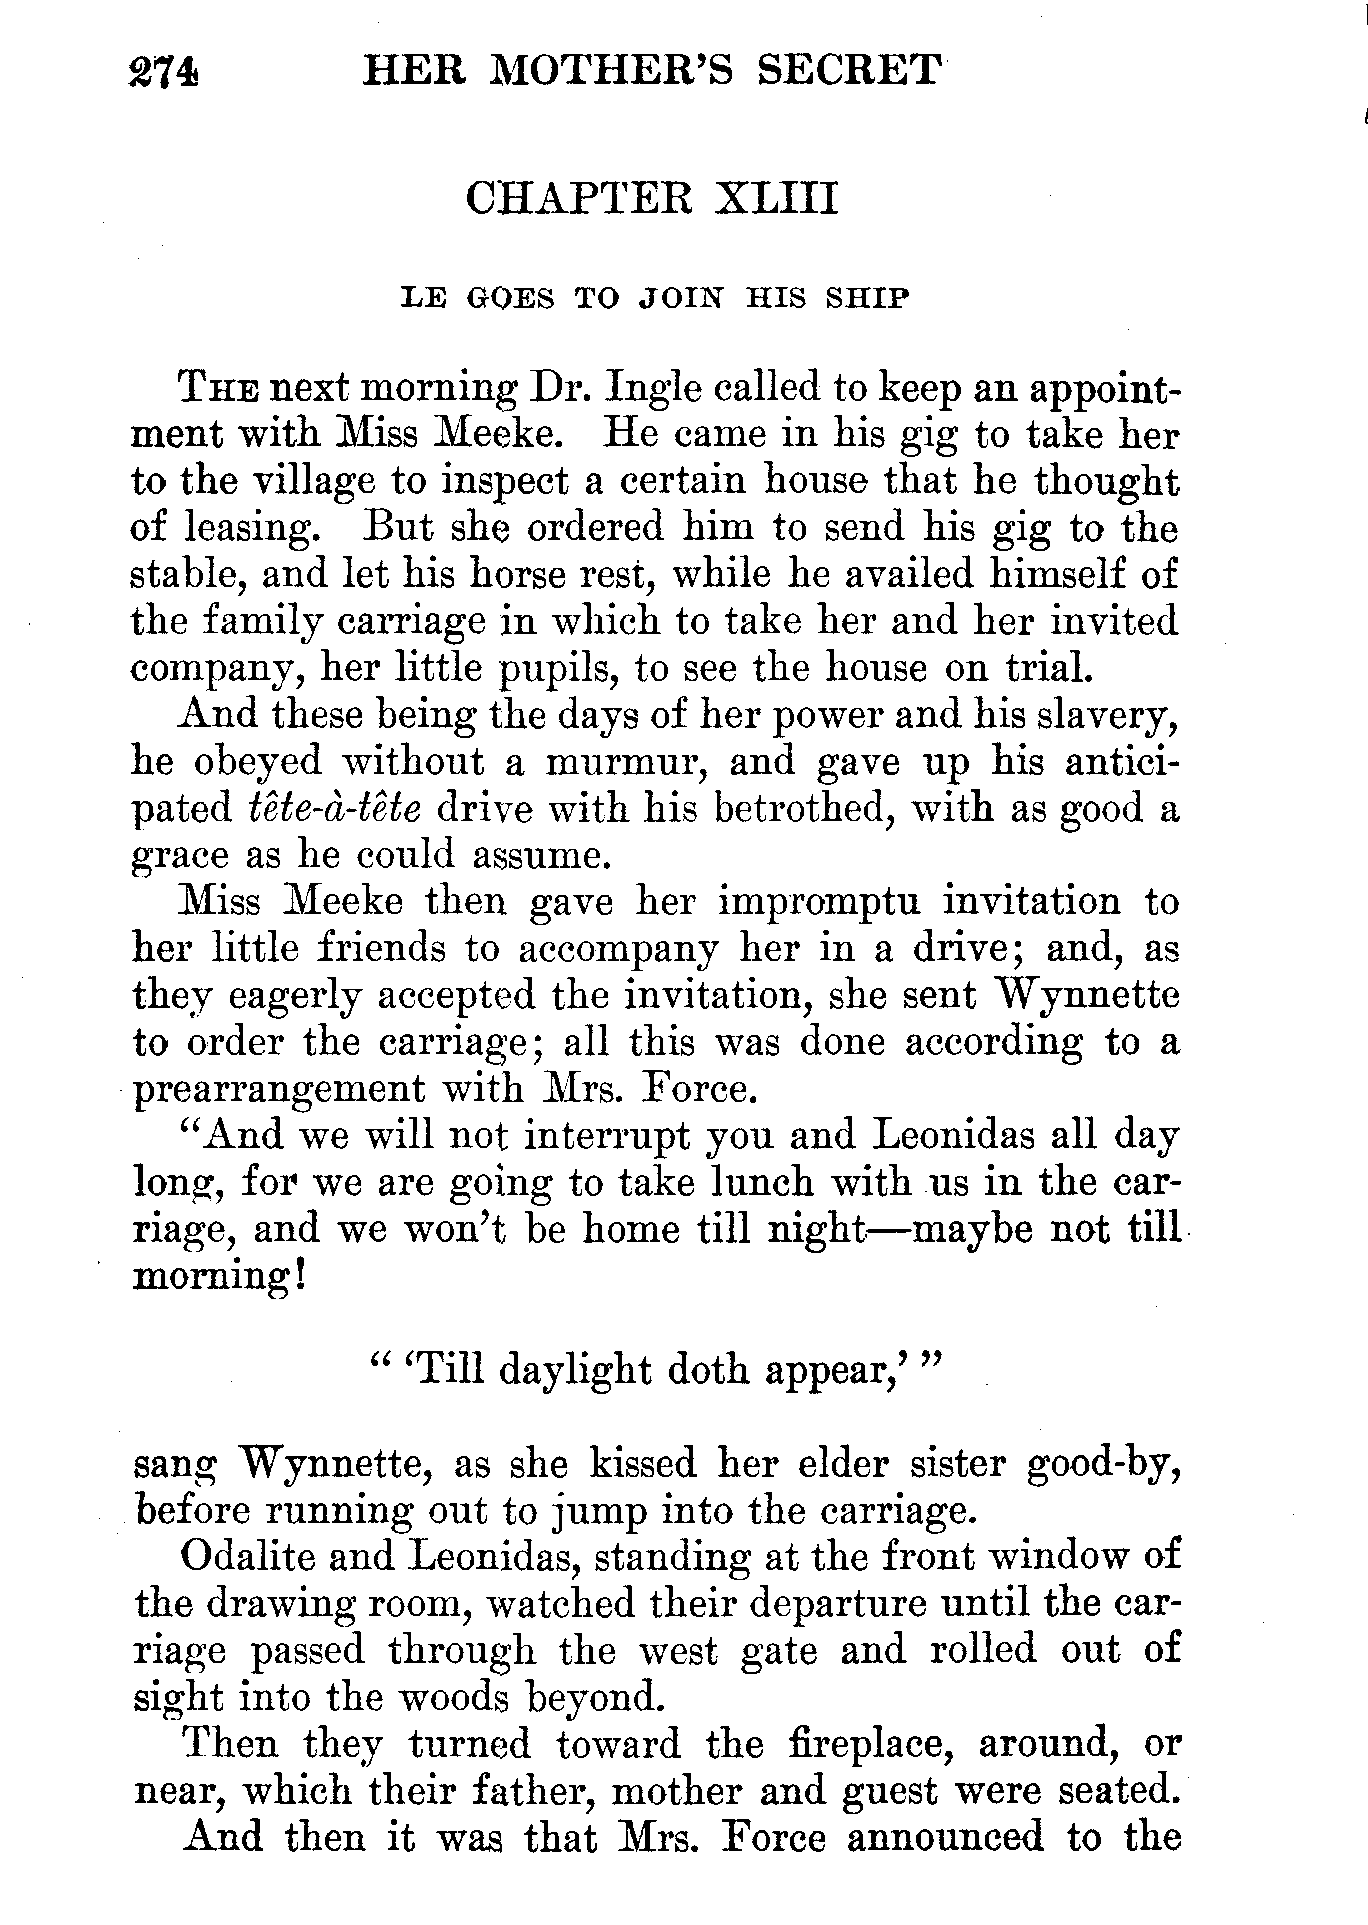 274 HER MOTHER'S SECRET
CHAPTER XLIII
LE GOES TO JOIN HIS SHIP
THE next morning Dr. Ingle called to keep an appoint-
ment with Miss Meeke. He came in his gig to take her
to the village to inspect a certain house that he thought
of leasing. But she ordered him to send his gig to the
stable, and let his horse rest, while he availed himself of
the family carriage in which to take her and her invited
company, her little pupils, to see the house on trial.
And these being the days of her power and his slavery,
he obeyed without a murmur, and gave up his antici-
pated tête-à-tête drive with his betrothed, with as good a
grace as he could assume.
Miss Meeke then gave her impromptu invitation to
her little friends to accompany her in a drive; and, as
they eagerly accepted the invitation, she sent Wynnette
to order the carriage; all this was done according to a
prearrangement with Mrs. Force.
"And we will not interrupt you and Leonidas all day
long, for we are going to take lunch with us in the car-
riage, and we won't be home till night—maybe not till
morning!
" 'Till daylight doth appear,' "
sang Wynnette, as she kissed her elder sister good-by,
before running out to jump into the carriage.
Odalite and Leonidas, standing at the front window of
the drawing room, watched their departure until the car-
riage passed through the west gate and rolled out of
sight into the woods beyond.
Then they turned toward the fireplace, around, or
near, which their father, mother and guest were seated.
And then it was that Mrs. Force announced to the